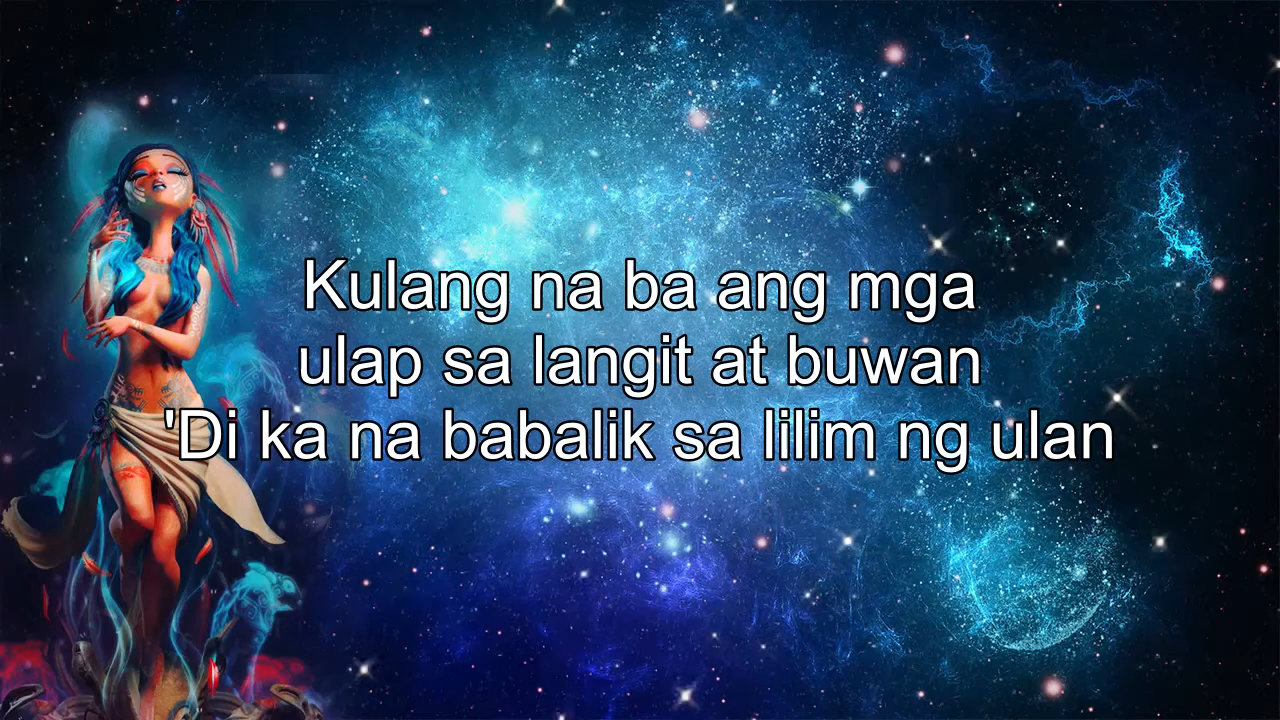 Kulang na ba ang mga
ulap sa langit at buwan
'Di ka na babalik sa lilim ng ulan